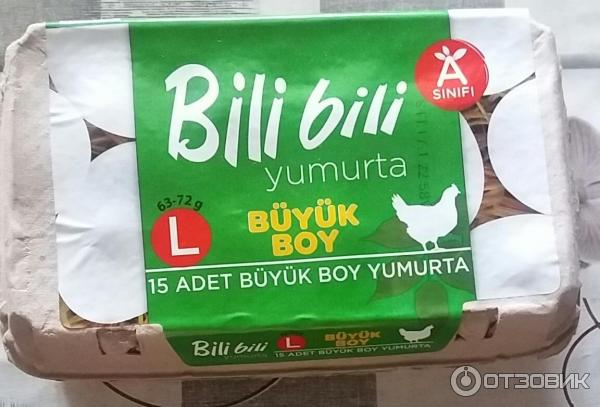 Bili bili
yumurta
A
SINIFI
63-72 g
L
BÜYÜK
BOY
15 ADET BÜYÜK BOY YUMURTA
Bili bili
yumurta
L
BÜYÜK
BOY
15 ADET BÜYÜK BOY YUMURTA
ОТЗОВИК